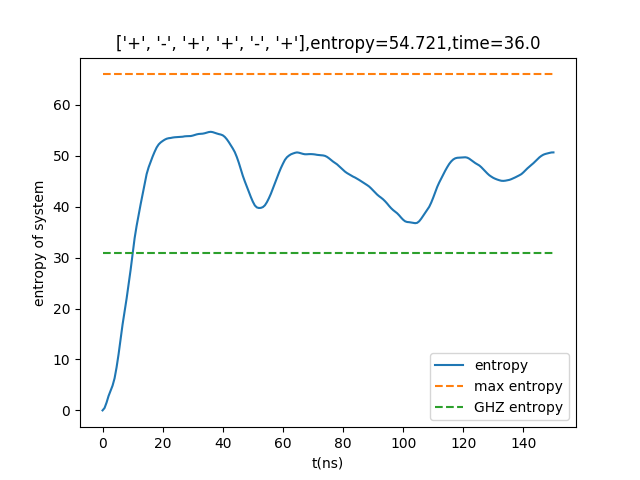 ['+', '-', '+', '+', '-', '+'],entropy=54.721,time=36.0
entropy of system
60
50
40
30
20
10
0
0 20 40 60 80 100 120 140
t(ns)
entropy
max entropy
GHZ entropy